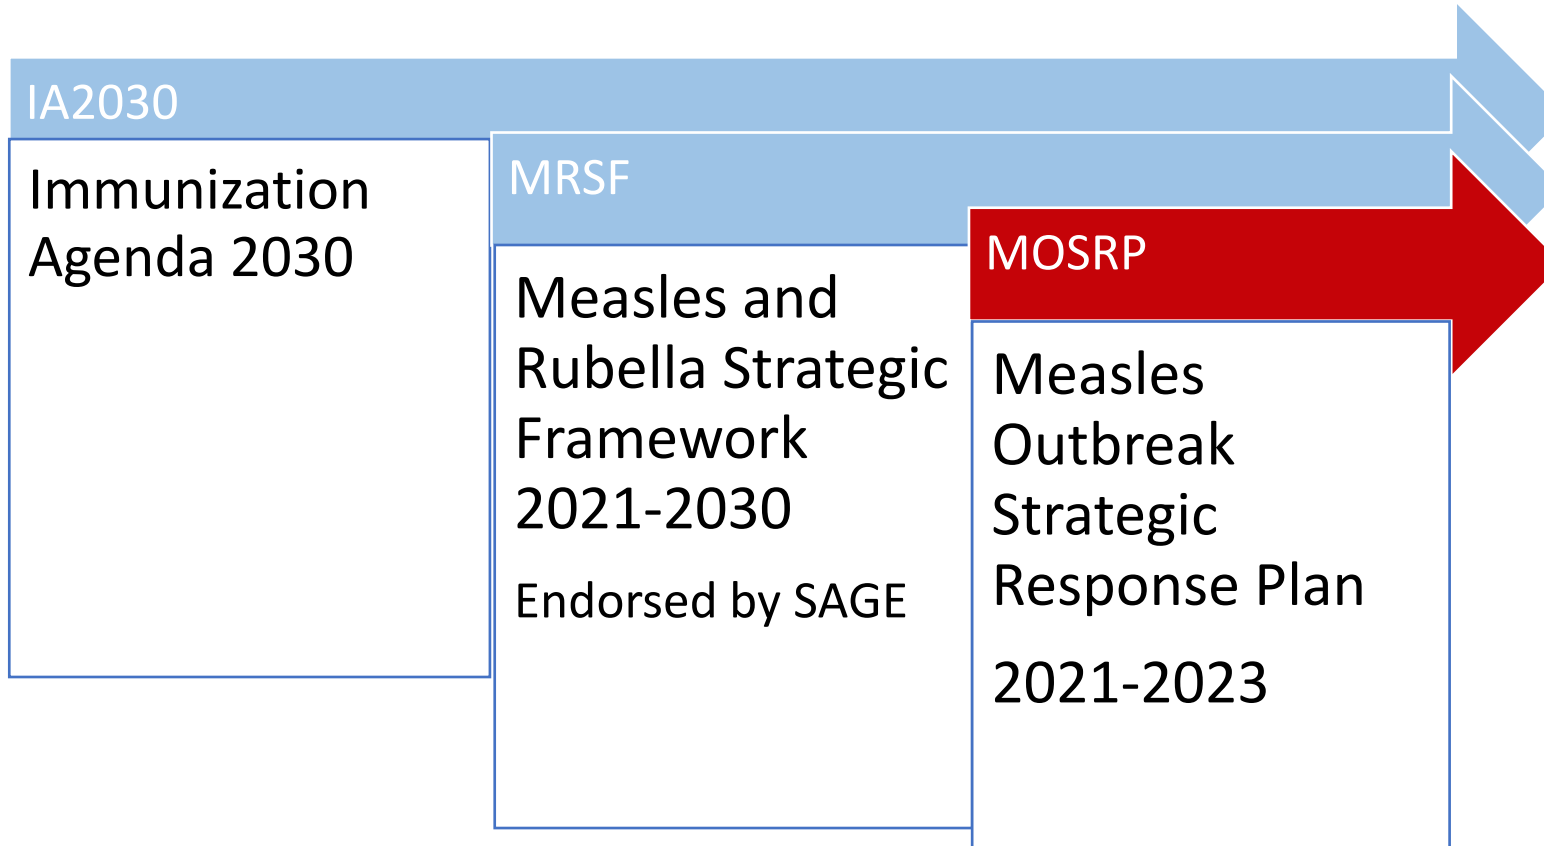 IA2030
Immunization
Agenda 2030
MRSF
Measles and
Rubella Strategic
Framework
2021-2030
Endorsed by SAGE
MOSRP
Measles
Outbreak
Strategic
Response Plan
2021-2023